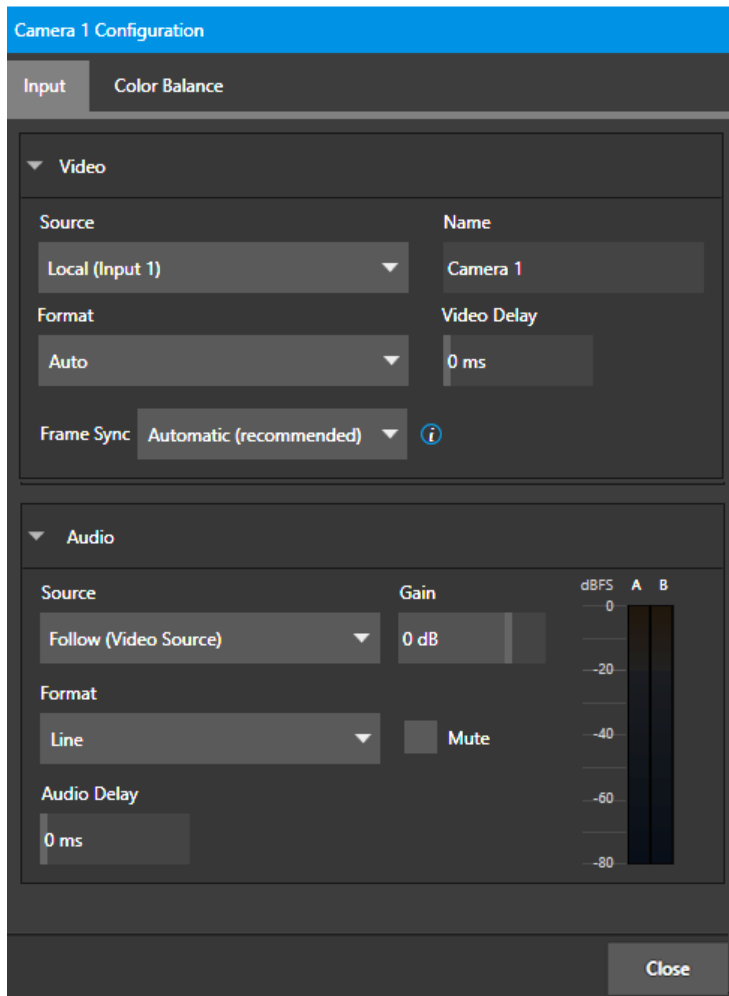 Camera 1 Configuration
Input Color Balance
Video
Source Name
Local (Input 1) Camera 1
Format Video Delay
Auto 0 ms
Frame Sync Automatic (recommended) i
Audio
Source Gain dBFS A B
0
Follow (Video Source) 0 dB
-20
Format
Line Mute -40
Audio Delay -60
0 ms
-80
Close